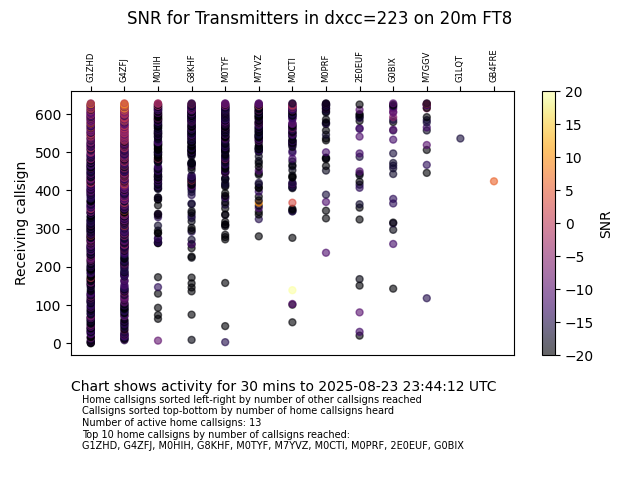 SNR for Transmitters in dxcc=223 on 20m FT8
G1ZHD G4ZFJ M0HIH G8KHF M0TYF M7YVZ M0CTI M0PRF 2E0EUF G0BIX M7GGV G1LQT GB4FRE
600
500
400
300
200
100
0
Receiving callsign
20
15
10
5
0
−5
−10
−15
−20
SNR
Chart shows activity for 30 mins to 2025-08-23 23:44:12 UTC
Home callsigns sorted left-right by number of other callsigns reached
Callsigns sorted top-bottom by number of home callsigns heard
Number of active home callsigns: 13
Top 10 home callsigns by number of callsigns reached:
G1ZHD, G4ZFJ, M0HIH, G8KHF, M0TYF, M7YVZ, M0CTI, M0PRF, 2E0EUF, G0BIX